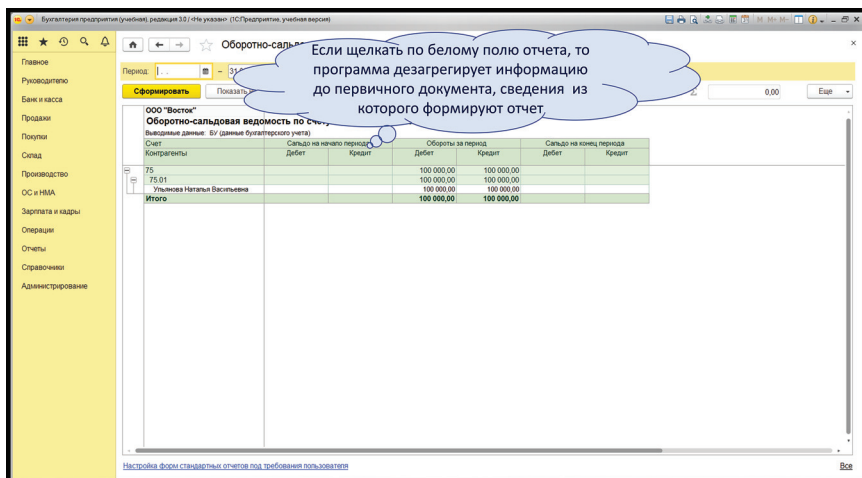 Бухгалтерия предприятия (учебная), редакция 3.0 / <Не указан> (1С:Предприятие, учебная версия)
M M+ M-
Оборотно-сальд
Главное
Руководителю
Банк и касса
Продажи
Покупки
Склад
Производство
ОС и НМА
Зарплата и кадры
Операции
Отчеты
Справочники
Администрирование
Если щелкать по белому полю отчета, то
программа дезагрегирует информацию
до первичного документа, сведения из
которого формируют отчет
Период: . . –
Сформировать Показать 0,00 Еще
ООО "Восток"
Оборотно-сальдовая ведомость по счету
Выводимые данные: БУ (данные бухгалтерского учета)
Счет Сальдо на начало периода Обороты за период Сальдо на конец периода
Контрагенты Дебет Кредит Дебет Кредит Дебет Кредит
75 100 000,00 100 000,00
75.01 100 000,00 100 000,00
Ульянова Наталья Васильевна 100 000,00 100 000,00
Итого 100 000,00 100 000,00
Настройка форм стандартных отчетов под требования пользователя Все